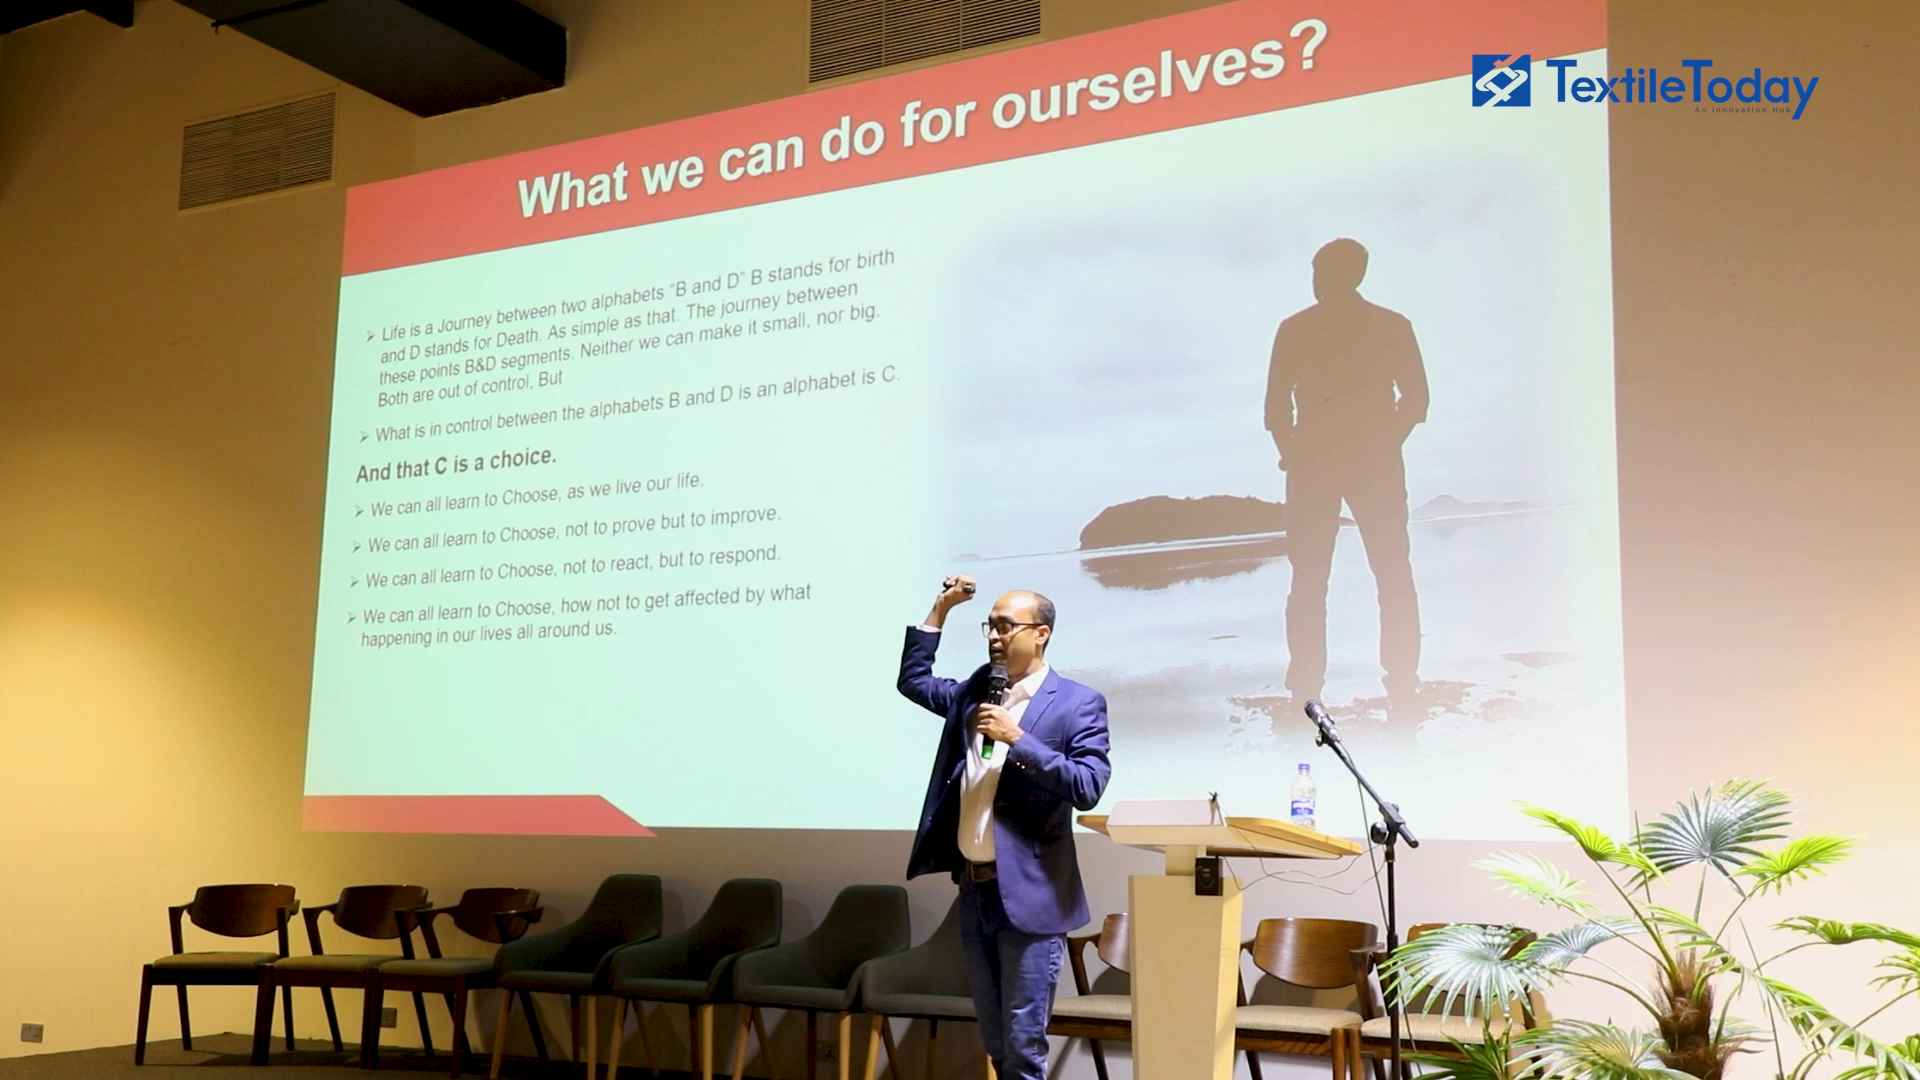 What we can do for ourselves?
TextileToday
An Innovation Hub
➢ Life is a Journey between two alphabets “B and D” B stands for birth
and D stands for Death. As simple as that. The journey between
these points B&D segments. Neither we can make it small, nor big.
Both are out of control, But
➢ What is in control between the alphabets B and D is an alphabet is C.
And that C is a choice.
➢ We can all learn to Choose, as we live our life.
➢ We can all learn to Choose, not to prove but to improve.
➢ We can all learn to Choose, not to react, but to respond.
➢ We can all learn to Choose, how not to get affected by what
happening in our lives all around us.